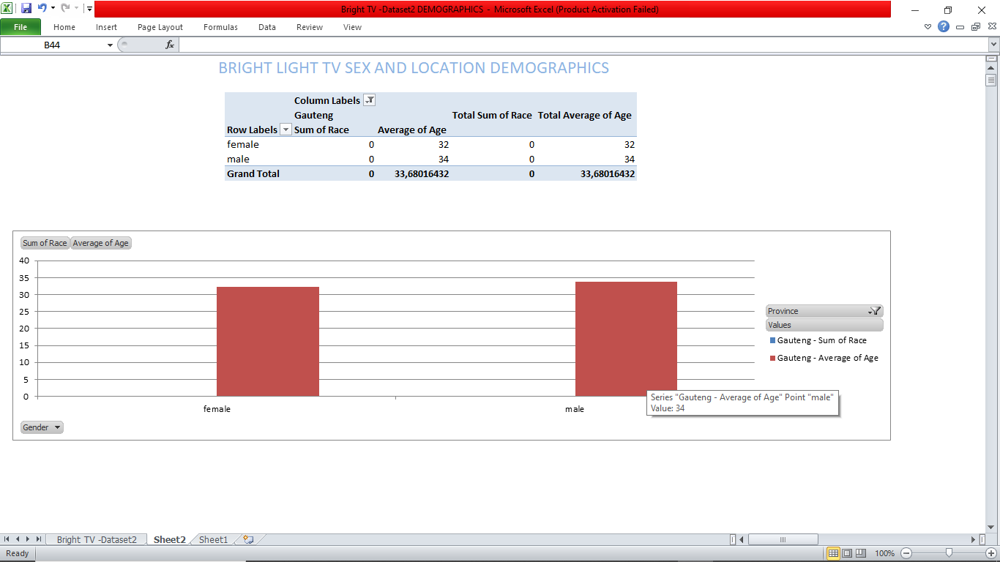 Bright TV -Dataset2 DEMOGRAPHICS - Microsoft Excel (Product Activation Failed)
File Home Insert Page Layout Formulas Data Review View
B44 fx
BRIGHT LIGHT TV SEX AND LOCATION DEMOGRAPHICS
Column Labels
Gauteng Total Sum of Race Total Average of Age
Row Labels Sum of Race Average of Age
female 0 32 0 32
male 0 34 0 34
Grand Total 0 33,68016432 0 33,68016432
Sum of Race Average of Age
40
35
30
25
20
15
10
5
0
female male
Province
Values
Gauteng - Sum of Race
Gauteng - Average of Age
Series "Gauteng - Average of Age" Point "male"
Value: 34
Gender
Bright TV -Dataset2 Sheet2 Sheet1
Ready 100%